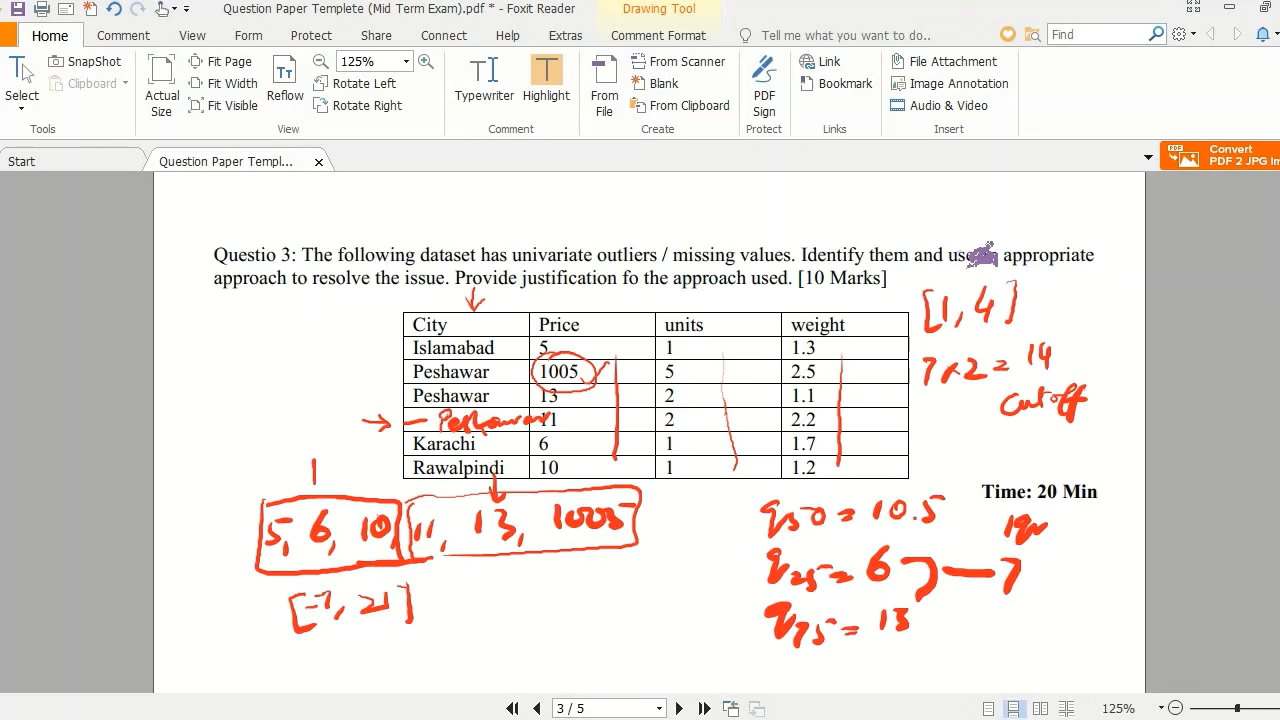 Question Paper Templete (Mid Term Exam).pdf * - Foxit Reader
Drawing Tool
Home Comment View Form Protect Share Connect Help Extras Comment Format Tell me what you want to do.. Find
Select
SnapShot
Clipboard
Tools
Actual Size
Fit Page
Fit Width
Fit Visible
Reflow
125%
Rotate Left
Rotate Right
View
Typewriter
Highlight
Comment
From File
From Scanner
Blank
From Clipboard
Create
PDF Sign
Protect
Link
Bookmark
Links
File Attachment
Image Annotation
Audio & Video
Insert
Start
Question Paper Templ...
PDF
Convert
PDF 2 JPG Im
Questio 3: The following dataset has univariate outliers / missing values. Identify them and use appropriate
approach to resolve the issue. Provide justification fo the approach used. [10 Marks]
City Price units weight
Islamabad 5 1 1.3
Peshawar 1005 5 2.5
Peshawar 13 2 1.1
Peshawar 11 2 2.2
Karachi 6 1 1.7
Rawalpindi 10 1 1.2
[1, 4]
7 x 2 = 14
Cutoff
Time: 20 Min
5, 6, 10, 11, 13, 1005
[-7, 21]
q50 = 10.5
q25 = 6
q75 = 13
iqr
7
3 / 5
125%